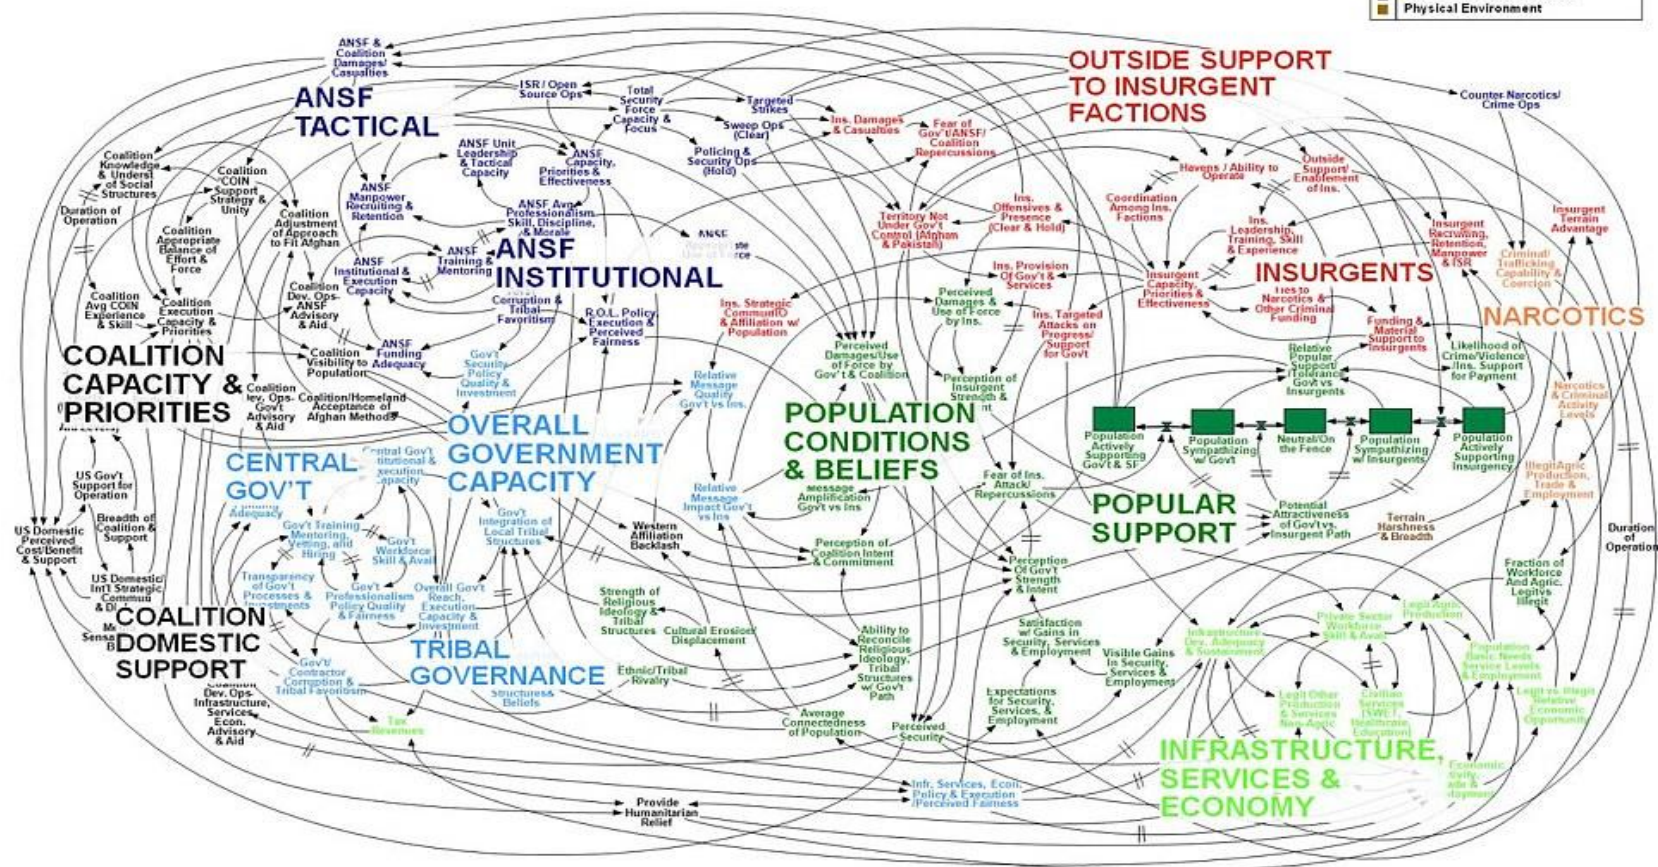 Physical Environment
ANSF &
Coalition
Damages/
Casualties
ANSF
TACTICAL
ISR / Open
Source Ops
Total
Security
Force
Capacity &
Focus
Targeted
Strikes
Sweep Ops
(Clear)
Policing &
Security Ops
(Hold)
Ins. Damages
& Casualties
Fear of
Gov't/ANSF/
Coalition
Repercussions
OUTSIDE SUPPORT
TO INSURGENT
FACTIONS
Counter-Narcotics/
Crime Ops
Coalition
Knowledge
& Underst.
of Social
Structures
Duration of
Operation
Coalition
COIN
Support
Strategy &
Unity
Coalition
Appropriate
Balance of
Effort &
Force
Coalition
Adjustment
of Approach
to Fit Afghan
ANSF Unit
Leadership
& Tactical
Capacity
ANSF
Capacity,
Priorities &
Effectiveness
ANSF
Manpower
Recruiting &
Retention
ANSF Avg
Professionalism
Skill, Discipline,
& Morale
ANSF
INSTITUTIONAL
ANSF
Training &
Mentoring
ANSF
Institutional &
Execution
Capacity
Coalition
Avg COIN
Experience
& Skill
Coalition
Execution
Capacity &
Priorities
Coalition
Dev. Ops-
ANSF
Advisory
& Aid
Corruption &
Tribal
Favoritism
R.O.L. Policy,
Execution &
Perceived
Fairness
ANSF
Funding
Adequacy
Coalition
Visibility to
Population
COALITION
CAPACITY &
PRIORITIES
Coalition
Dev. Ops-
Gov't
Advisory
& Aid
Coalition/Homeland
Acceptance of
Afghan Methods
Gov't
Security
Policy
Quality &
Investment
Havens / Ability to
Operate
Outside
Support/
Enablement
of Ins.
Coordination
Among Ins.
Factions
Ins.
Offensives &
Presence
(Clear & Hold)
Territory Not
Under Gov't
Control (Afghan
& Pakistan)
Ins.
Leadership,
Training, Skill
& Experience
Insurgent
Recruiting,
Retention,
Manpower
& ISR
Insurgent
Terrain
Advantage
Criminal/
Trafficking
Capability &
Coercion
INSURGENTS
Ins. Provision
Of Gov't &
Services
Insurgent
Capacity,
Priorities &
Effectiveness
Ties to
Narcotics &
Other Criminal
Funding
Funding &
Material
Support to
Insurgents
NARCOTICS
Ins. Strategic
Commun/IO
& Affiliation w/
Population
Perceived
Damages &
Use of Force
by Ins.
Ins. Targeted
Attacks on
Progress/
Support
for Gov't
Perceived
Damages/Use
of Force by
Gov't & Coalition
Relative
Popular
Support/
Tolerance
Gov't vs
Insurgents
Likelihood of
Crime/Violence
/Ins. Support
for Payment
Narcotics
& Criminal
Activity
Levels
Relative
Message
Quality
Gov't vs Ins.
Perception of
Insurgent
Strength &
POPULATION
CONDITIONS
& BELIEFS
Population
Actively
Supporting
Gov't & SF
Population
Sympathizing
w/ Gov't
Neutral/On
the Fence
Population
Sympathizing
w/ Insurgents
Population
Actively
Supporting
Insurgency
OVERALL
GOVERNMENT
CAPACITY
CENTRAL
GOV'T
Adequacy
US Gov't
Support for
Operation
US Domestic
Perceived
Cost/Benefit
& Support
Breadth of
Coalition &
Support
US Domestic/
Int'l Strategic
Commun
COALITION
DOMESTIC
SUPPORT
Gov't Training
Mentoring,
Vetting, and
Hiring
Gov't
Workforce
Skill & Avail
Transparency
of Gov't
Processes &
Investments
Gov't
Professionalism
Policy Quality
& Fairness
Overall Gov't
Reach,
Execution
Capacity &
Investment
Gov't
Integration of
Local Tribal
Structures
TRIBAL
GOVERNANCE
Structures&
Beliefs
Gov't/
Contractor
Corruption &
Tribal Favoritism
Tax
Revenues
Coalition
Dev. Ops-
Infrastructure,
Services,
Econ.
Advisory
& Aid
Relative
Message
Impact Gov't
vs Ins
Western
Affiliation
Backlash
Message
Amplification
Gov't vs Ins
Fear of Ins.
Attack/
Repercussions
POPULAR
SUPPORT
Potential
Attractiveness
of Gov't vs.
Insurgent Path
Terrain
Harshness
& Breadth
Illegit Agric
Production,
Trade &
Employment
Duration
of
Operation
Perception of
Coalition Intent
& Commitment
Perception
Of Gov't
Strength
& Intent
Fraction of
Workforce
And Agric.
Legit vs
Illegit
Strength of
Religious
Ideology &
Tribal
Structures
Cultural Erosion/
Displacement
Ethnic/Tribal
Rivalry
Ability to
Reconcile
Religious
Ideology,
Tribal
Structures
w/ Gov't
Path
Satisfaction
w/ Gains in
Security, Services
& Employment
Visible Gains
In Security,
Services &
Employment
Expectations
for Security,
Services, &
Employment
Average
Connectedness
of Population
Perceived
Security
Infrastructure
Dev. Adequacy
& Sustainment
Private Sector
Workforce
Skill & Avail
Legit Agric
Production
Population
Basic Needs
Service Levels
& Employment
Legit Other
Production
& Services
Non-Agric
Civilian
Services
(SWET,
Healthcare,
Education)
Legit vs Illegit
Relative
Economic
Opportunity
INFRASTRUCTURE,
SERVICES &
ECONOMY
Economic
Infr. Services, Econ.
Policy & Execution
/Perceived Fairness
Provide
Humanitarian
Relief